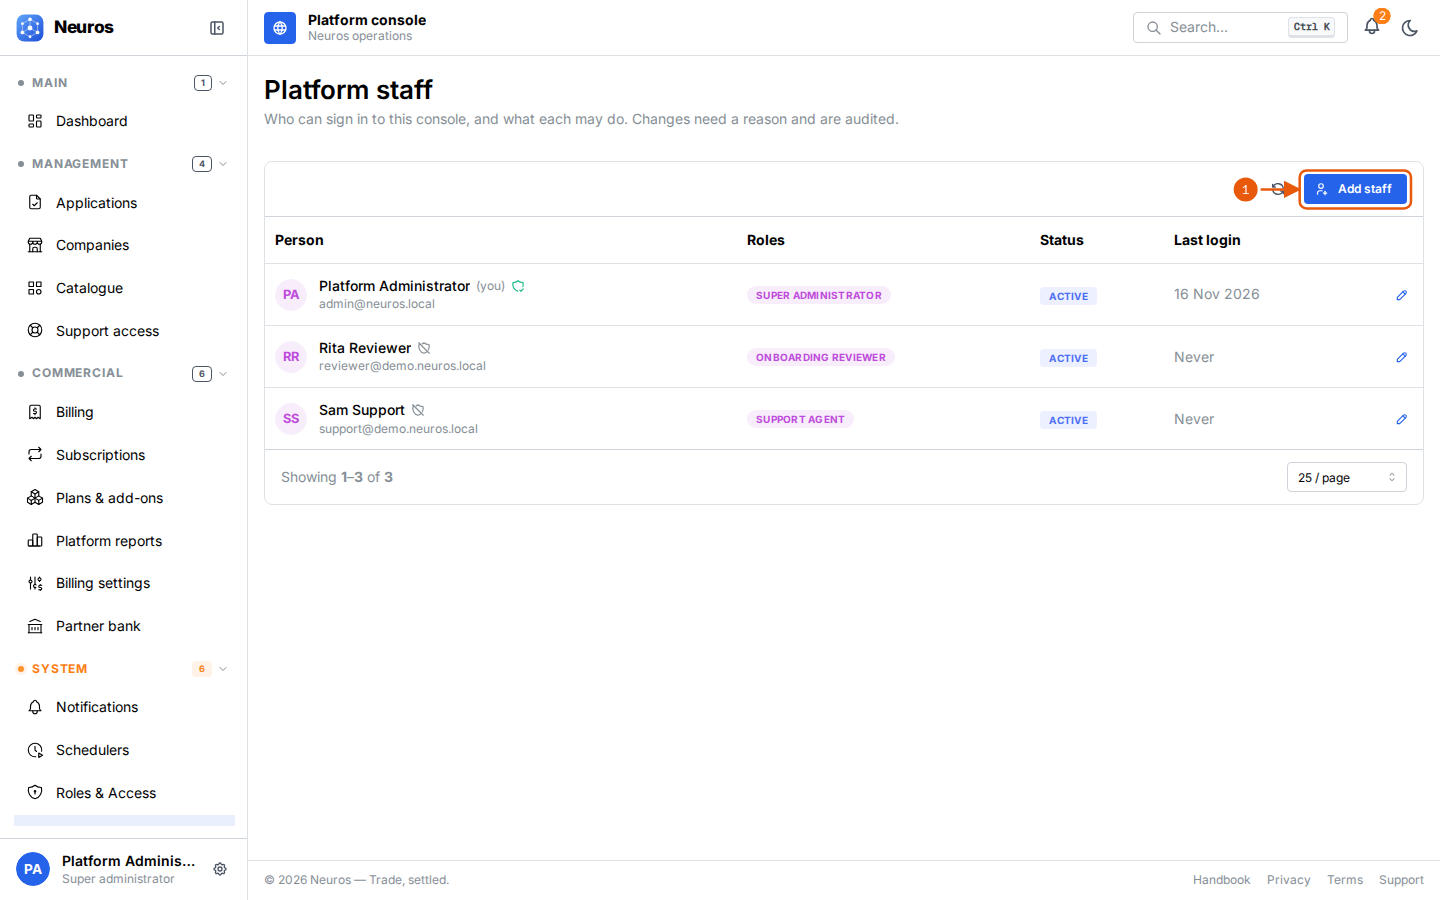 Neuros
Platform console
Neuros operations
Search...
Ctrl K
2
MAIN
1
Dashboard
MANAGEMENT
4
Applications
Companies
Catalogue
Support access
COMMERCIAL
6
Billing
Subscriptions
Plans & add-ons
Platform reports
Billing settings
Partner bank
SYSTEM
6
Notifications
Schedulers
Roles & Access
PA
Platform Adminis...
Super administrator
Platform staff
Who can sign in to this console, and what each may do. Changes need a reason and are audited.
1
Add staff
Person Roles Status Last login
PA Platform Administrator (you) SUPER ADMINISTRATOR ACTIVE 16 Nov 2026
admin@neuros.local
RR Rita Reviewer ONBOARDING REVIEWER ACTIVE Never
reviewer@demo.neuros.local
SS Sam Support SUPPORT AGENT ACTIVE Never
support@demo.neuros.local
Showing 1–3 of 3
25 / page
© 2026 Neuros — Trade, settled.
Handbook Privacy Terms Support